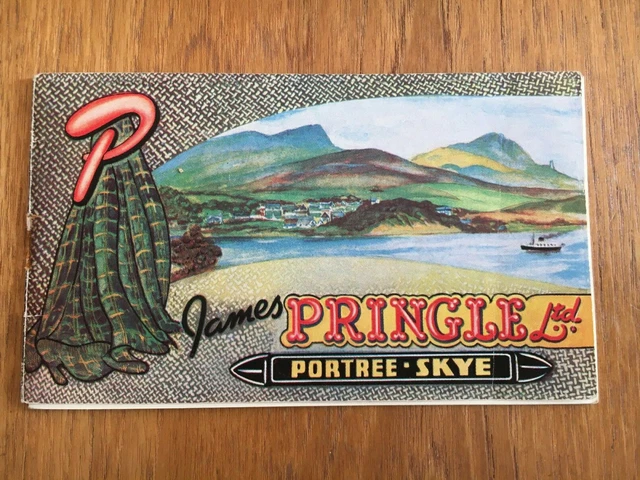 P
James PRINGLE Ltd.
PORTREE · SKYE